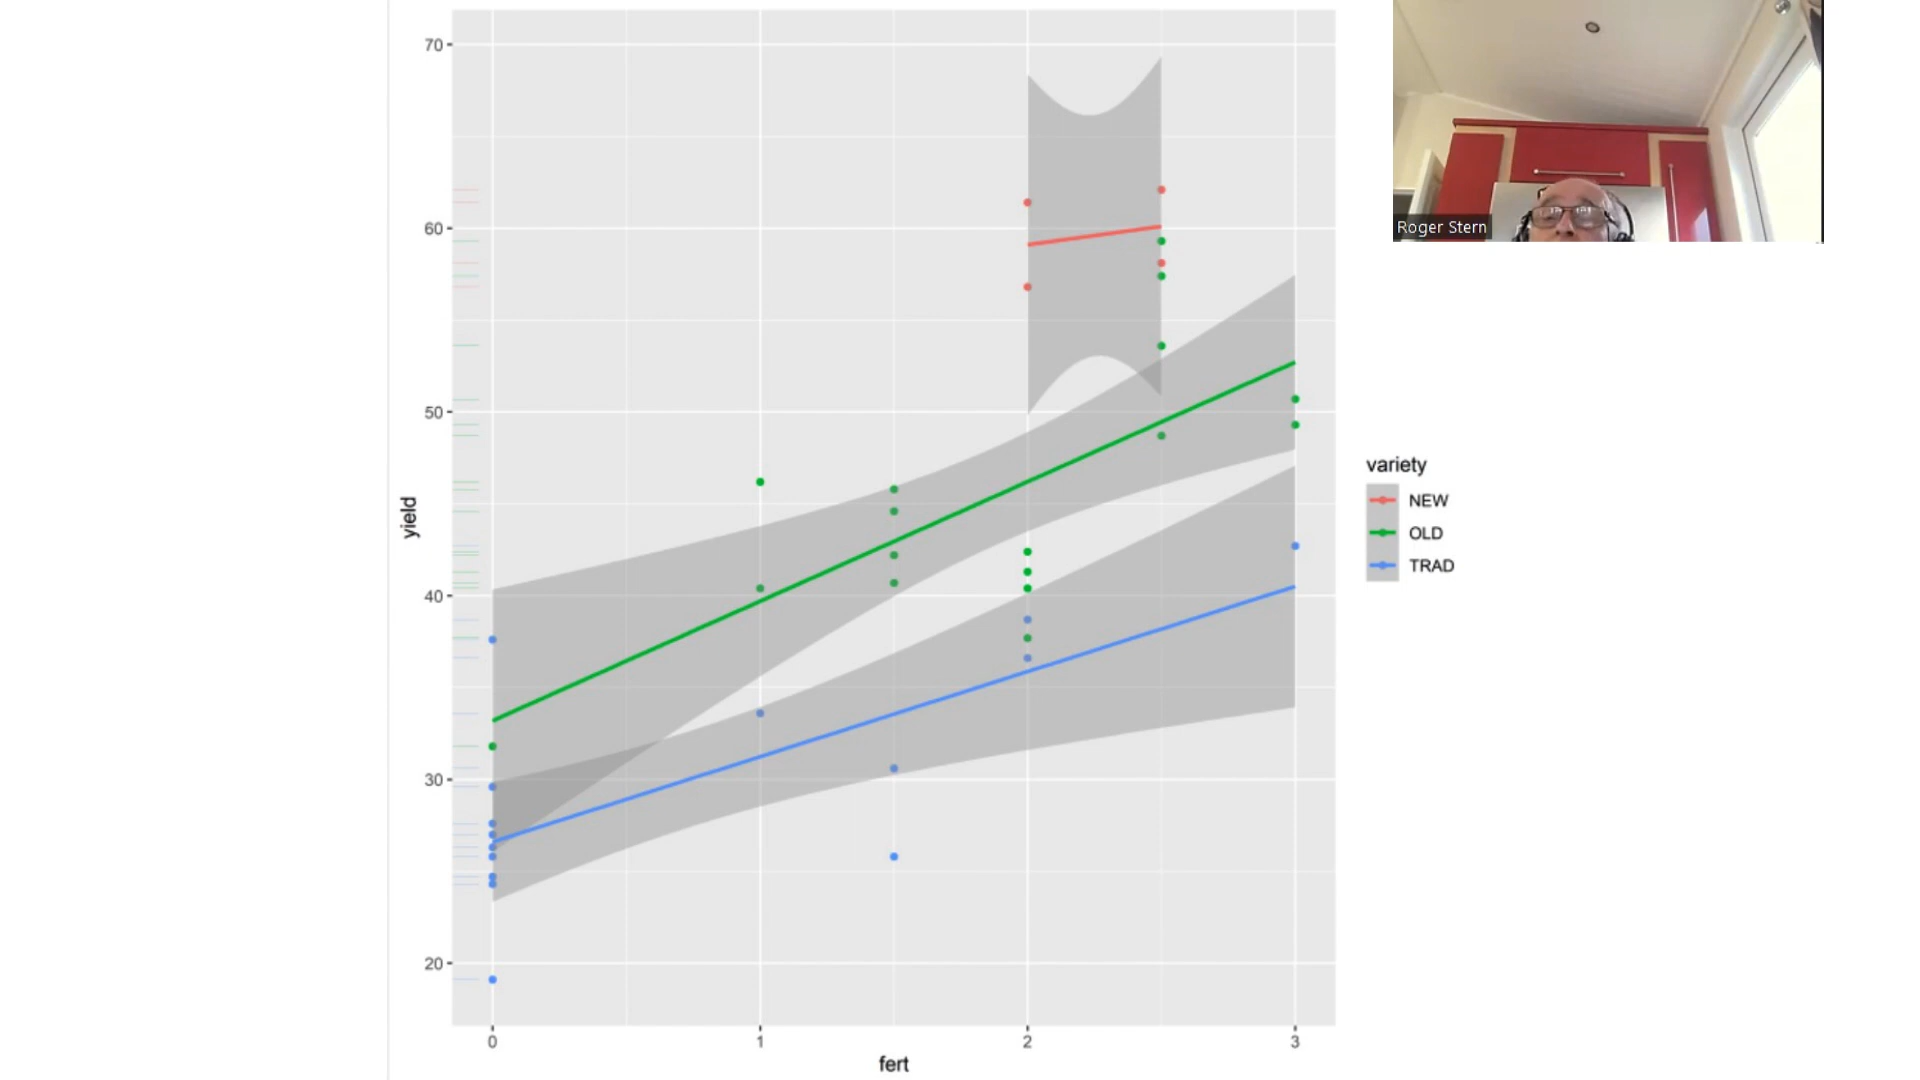 70
60
50
40
30
20
yield
0 1 2 3
fert
variety
NEW
OLD
TRAD
Roger Stern